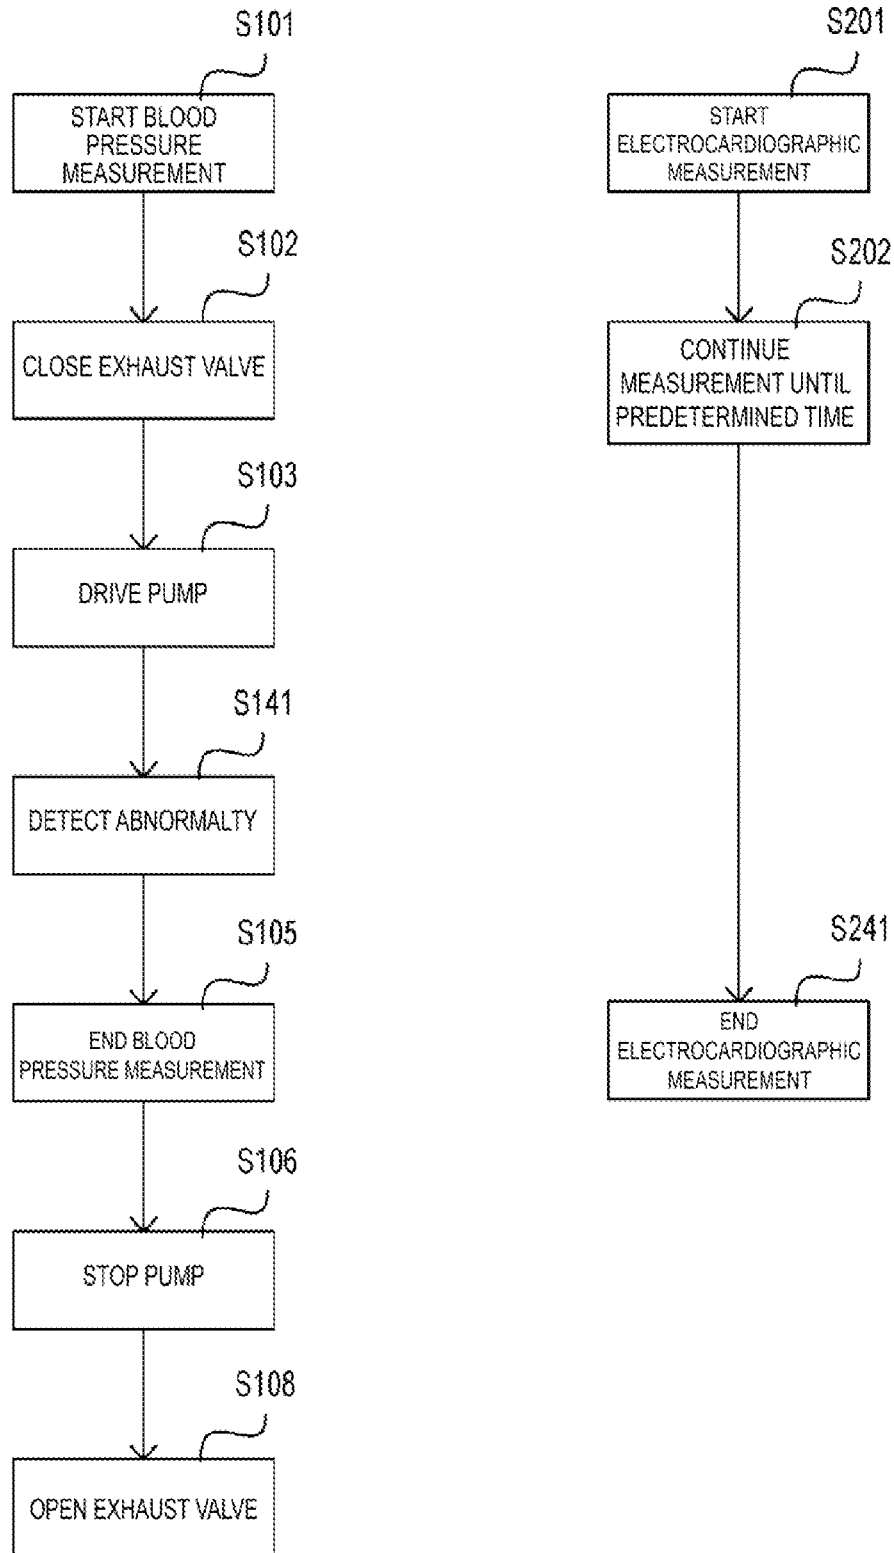 S101
START BLOOD
PRESSURE
MEASUREMENT
S102
CLOSE EXHAUST VALVE
S103
DRIVE PUMP
S141
DETECT ABNORMALTY
S105
END BLOOD
PRESSURE MEASUREMENT
S106
STOP PUMP
S108
OPEN EXHAUST VALVE
S201
START
ELECTROCARDIOGRAPHIC
MEASUREMENT
S202
CONTINUE
MEASUREMENT UNTIL
PREDETERMINED TIME
S241
END
ELECTROCARDIOGRAPHIC
MEASUREMENT